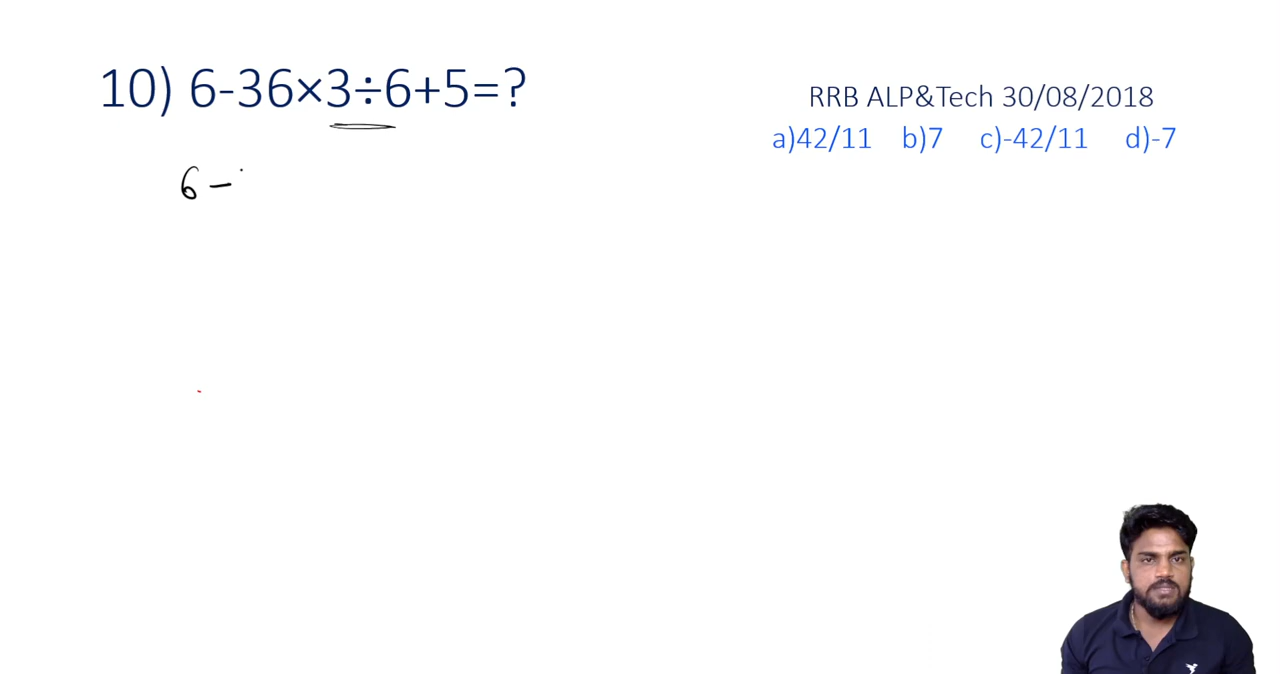 10) 6-36×3÷6+5=?
RRB ALP&Tech 30/08/2018
a)42/11 b)7 c)-42/11 d)-7
6 -